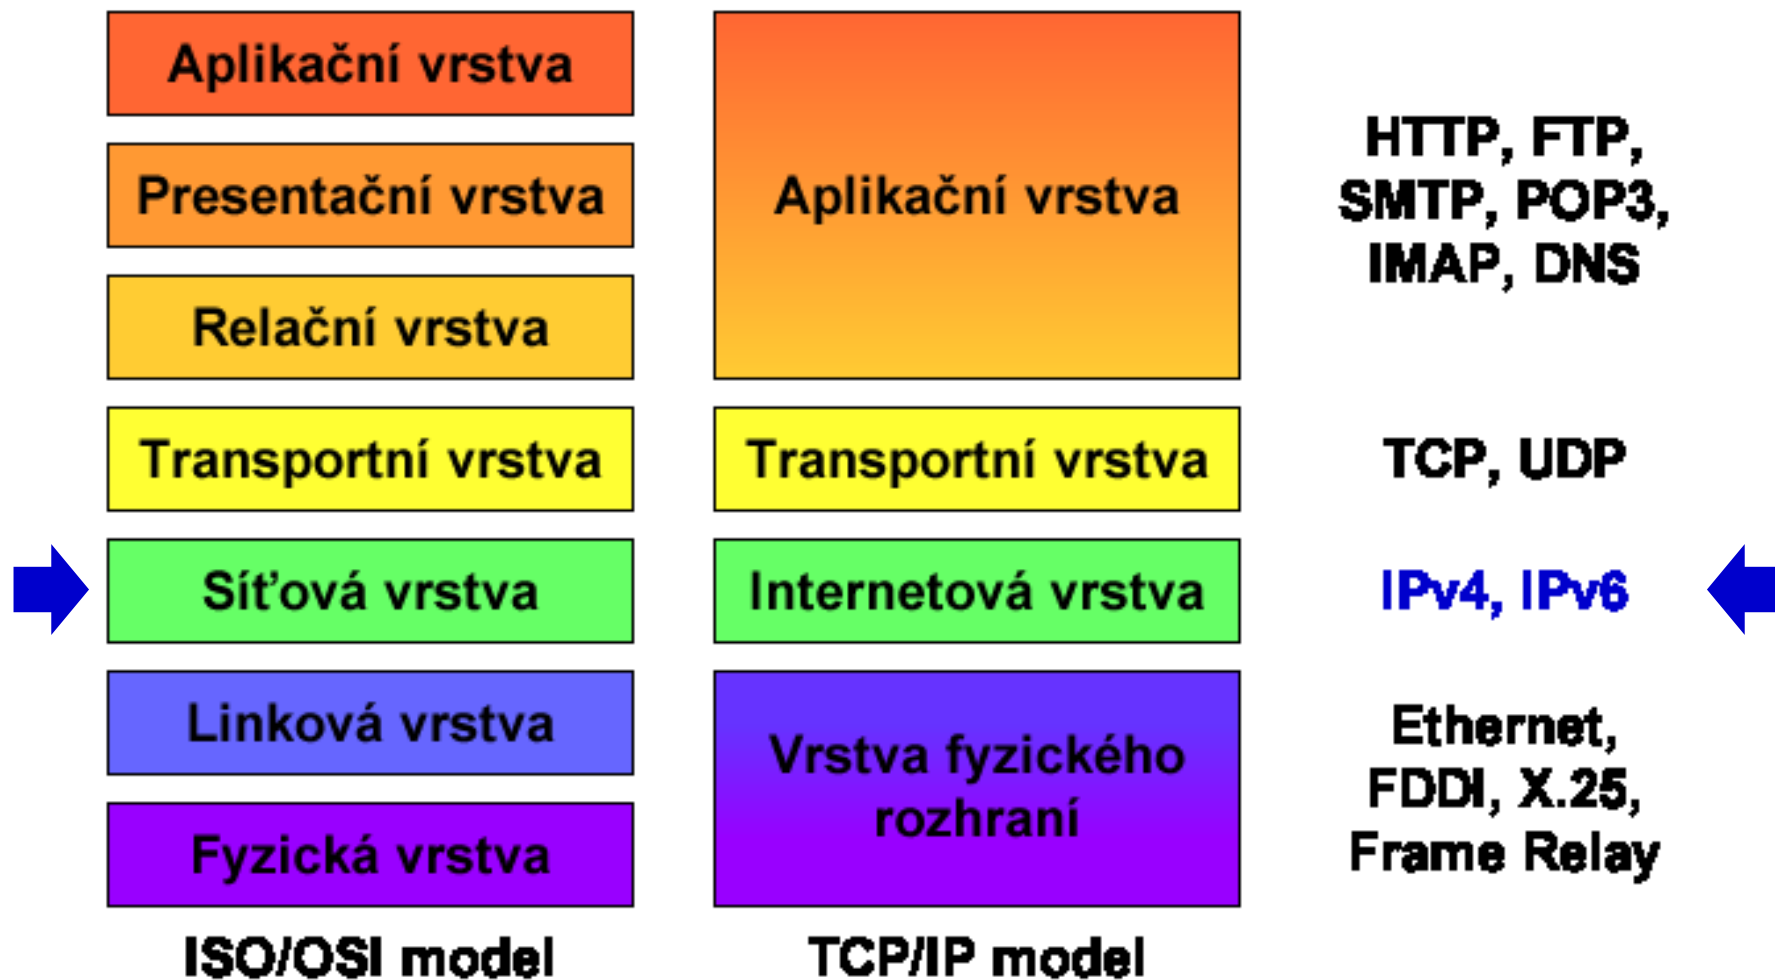 Aplikační vrstva
Presentační vrstva
Relační vrstva
Transportní vrstva
Síťová vrstva
Linková vrstva
Fyzická vrstva
ISO/OSI model
Aplikační vrstva
Transportní vrstva
Internetová vrstva
Vrstva fyzického
rozhraní
TCP/IP model
HTTP, FTP,
SMTP, POP3,
IMAP, DNS
TCP, UDP
IPv4, IPv6
Ethernet,
FDDI, X.25,
Frame Relay